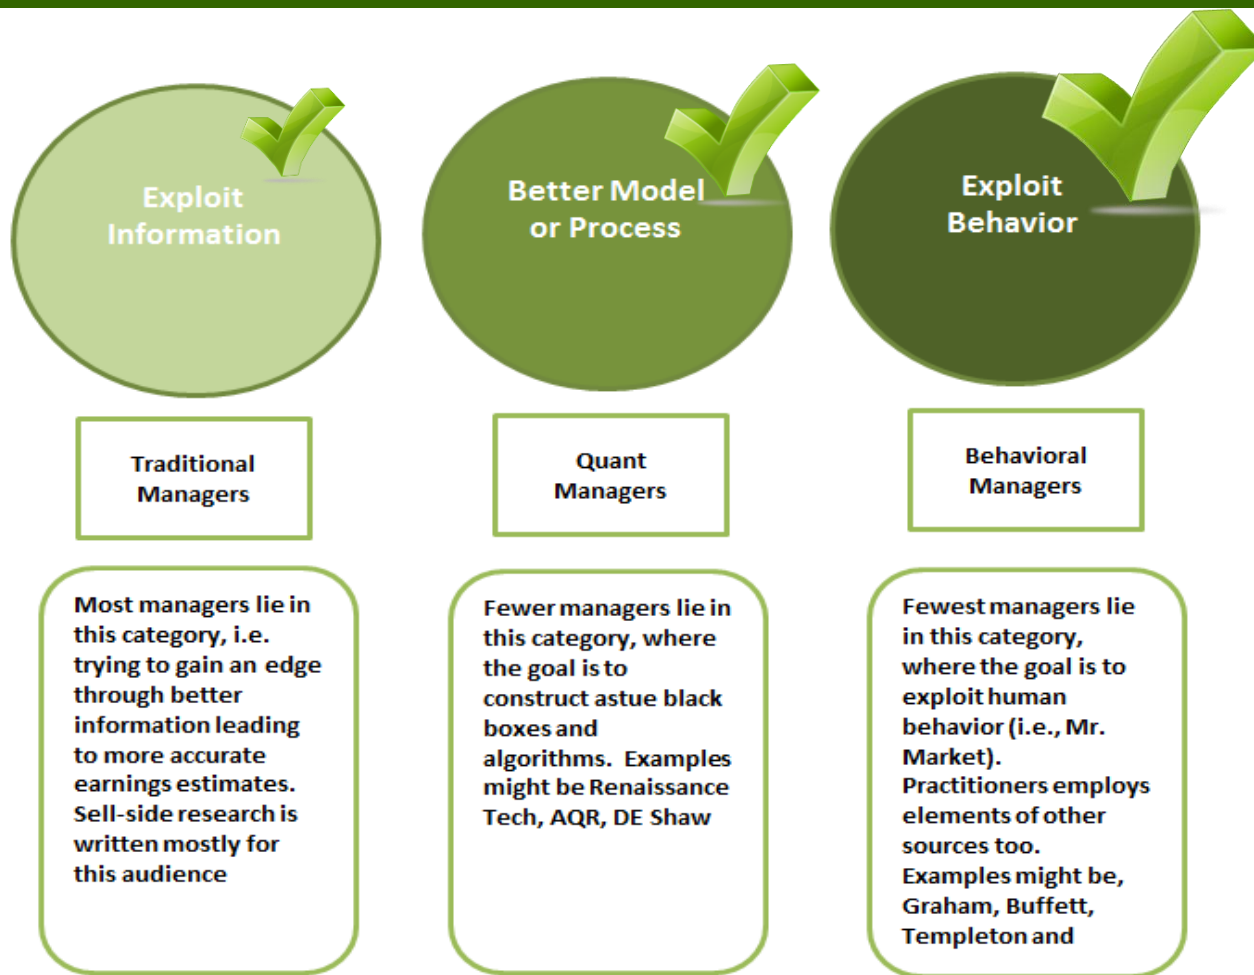 Exploit
Information
Better Model
or Process
Exploit
Behavior
Traditional
Managers
Quant
Managers
Behavioral
Managers
Most managers lie in
this category, i.e.
trying to gain an edge
through better
information leading
to more accurate
earnings estimates.
Sell-side research is
written mostly for
this audience
Fewer managers lie in
this category, where
the goal is to
construct astue black
boxes and
algorithms.  Examples
might be Renaissance
Tech, AQR, DE Shaw
Fewest managers lie
in this category,
where the goal is to
exploit human
behavior (i.e., Mr.
Market).
Practitioners employs
elements of other
sources too.
Examples might be,
Graham, Buffett,
Templeton and